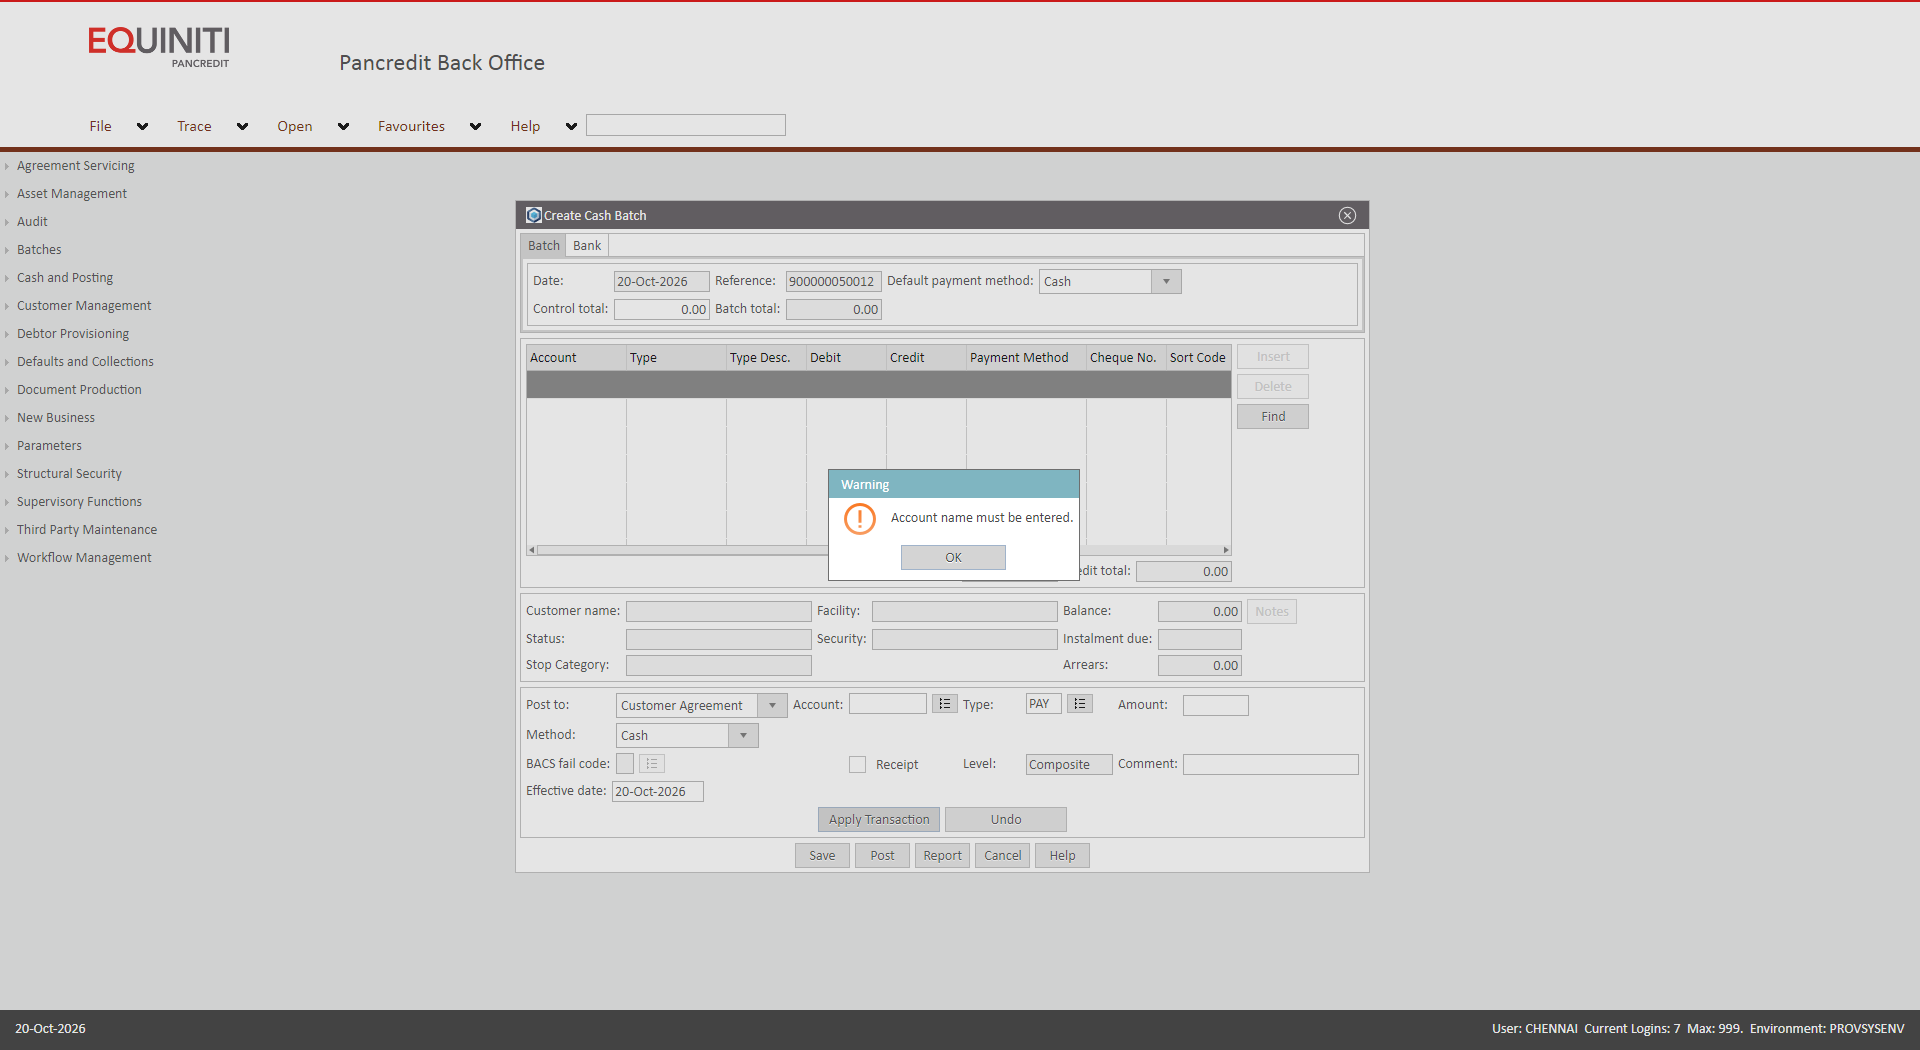 EQUINITI
PANCREDIT
Pancredit Back Office
File Trace Open Favourites Help
Agreement Servicing
Asset Management
Audit
Batches
Cash and Posting
Customer Management
Debtor Provisioning
Defaults and Collections
Document Production
New Business
Parameters
Structural Security
Supervisory Functions
Third Party Maintenance
Workflow Management
Create Cash Batch
Batch Bank
Date: 20-Oct-2026 Reference: 900000050012 Default payment method: Cash
Control total: 0.00 Batch total: 0.00
Account Type Type Desc. Debit Credit Payment Method Cheque No. Sort Code
Insert
Delete
Find
Warning
Account name must be entered.
OK
edit total: 0.00
Customer name: Facility: Balance: 0.00 Notes
Status: Security: Instalment due:
Stop Category: Arrears: 0.00
Post to: Customer Agreement Account: Type: PAY Amount:
Method: Cash
BACS fail code: Receipt Level: Composite Comment:
Effective date: 20-Oct-2026
Apply Transaction Undo
Save Post Report Cancel Help
20-Oct-2026 User: CHENNAI Current Logins: 7 Max: 999. Environment: PROVSYSENV